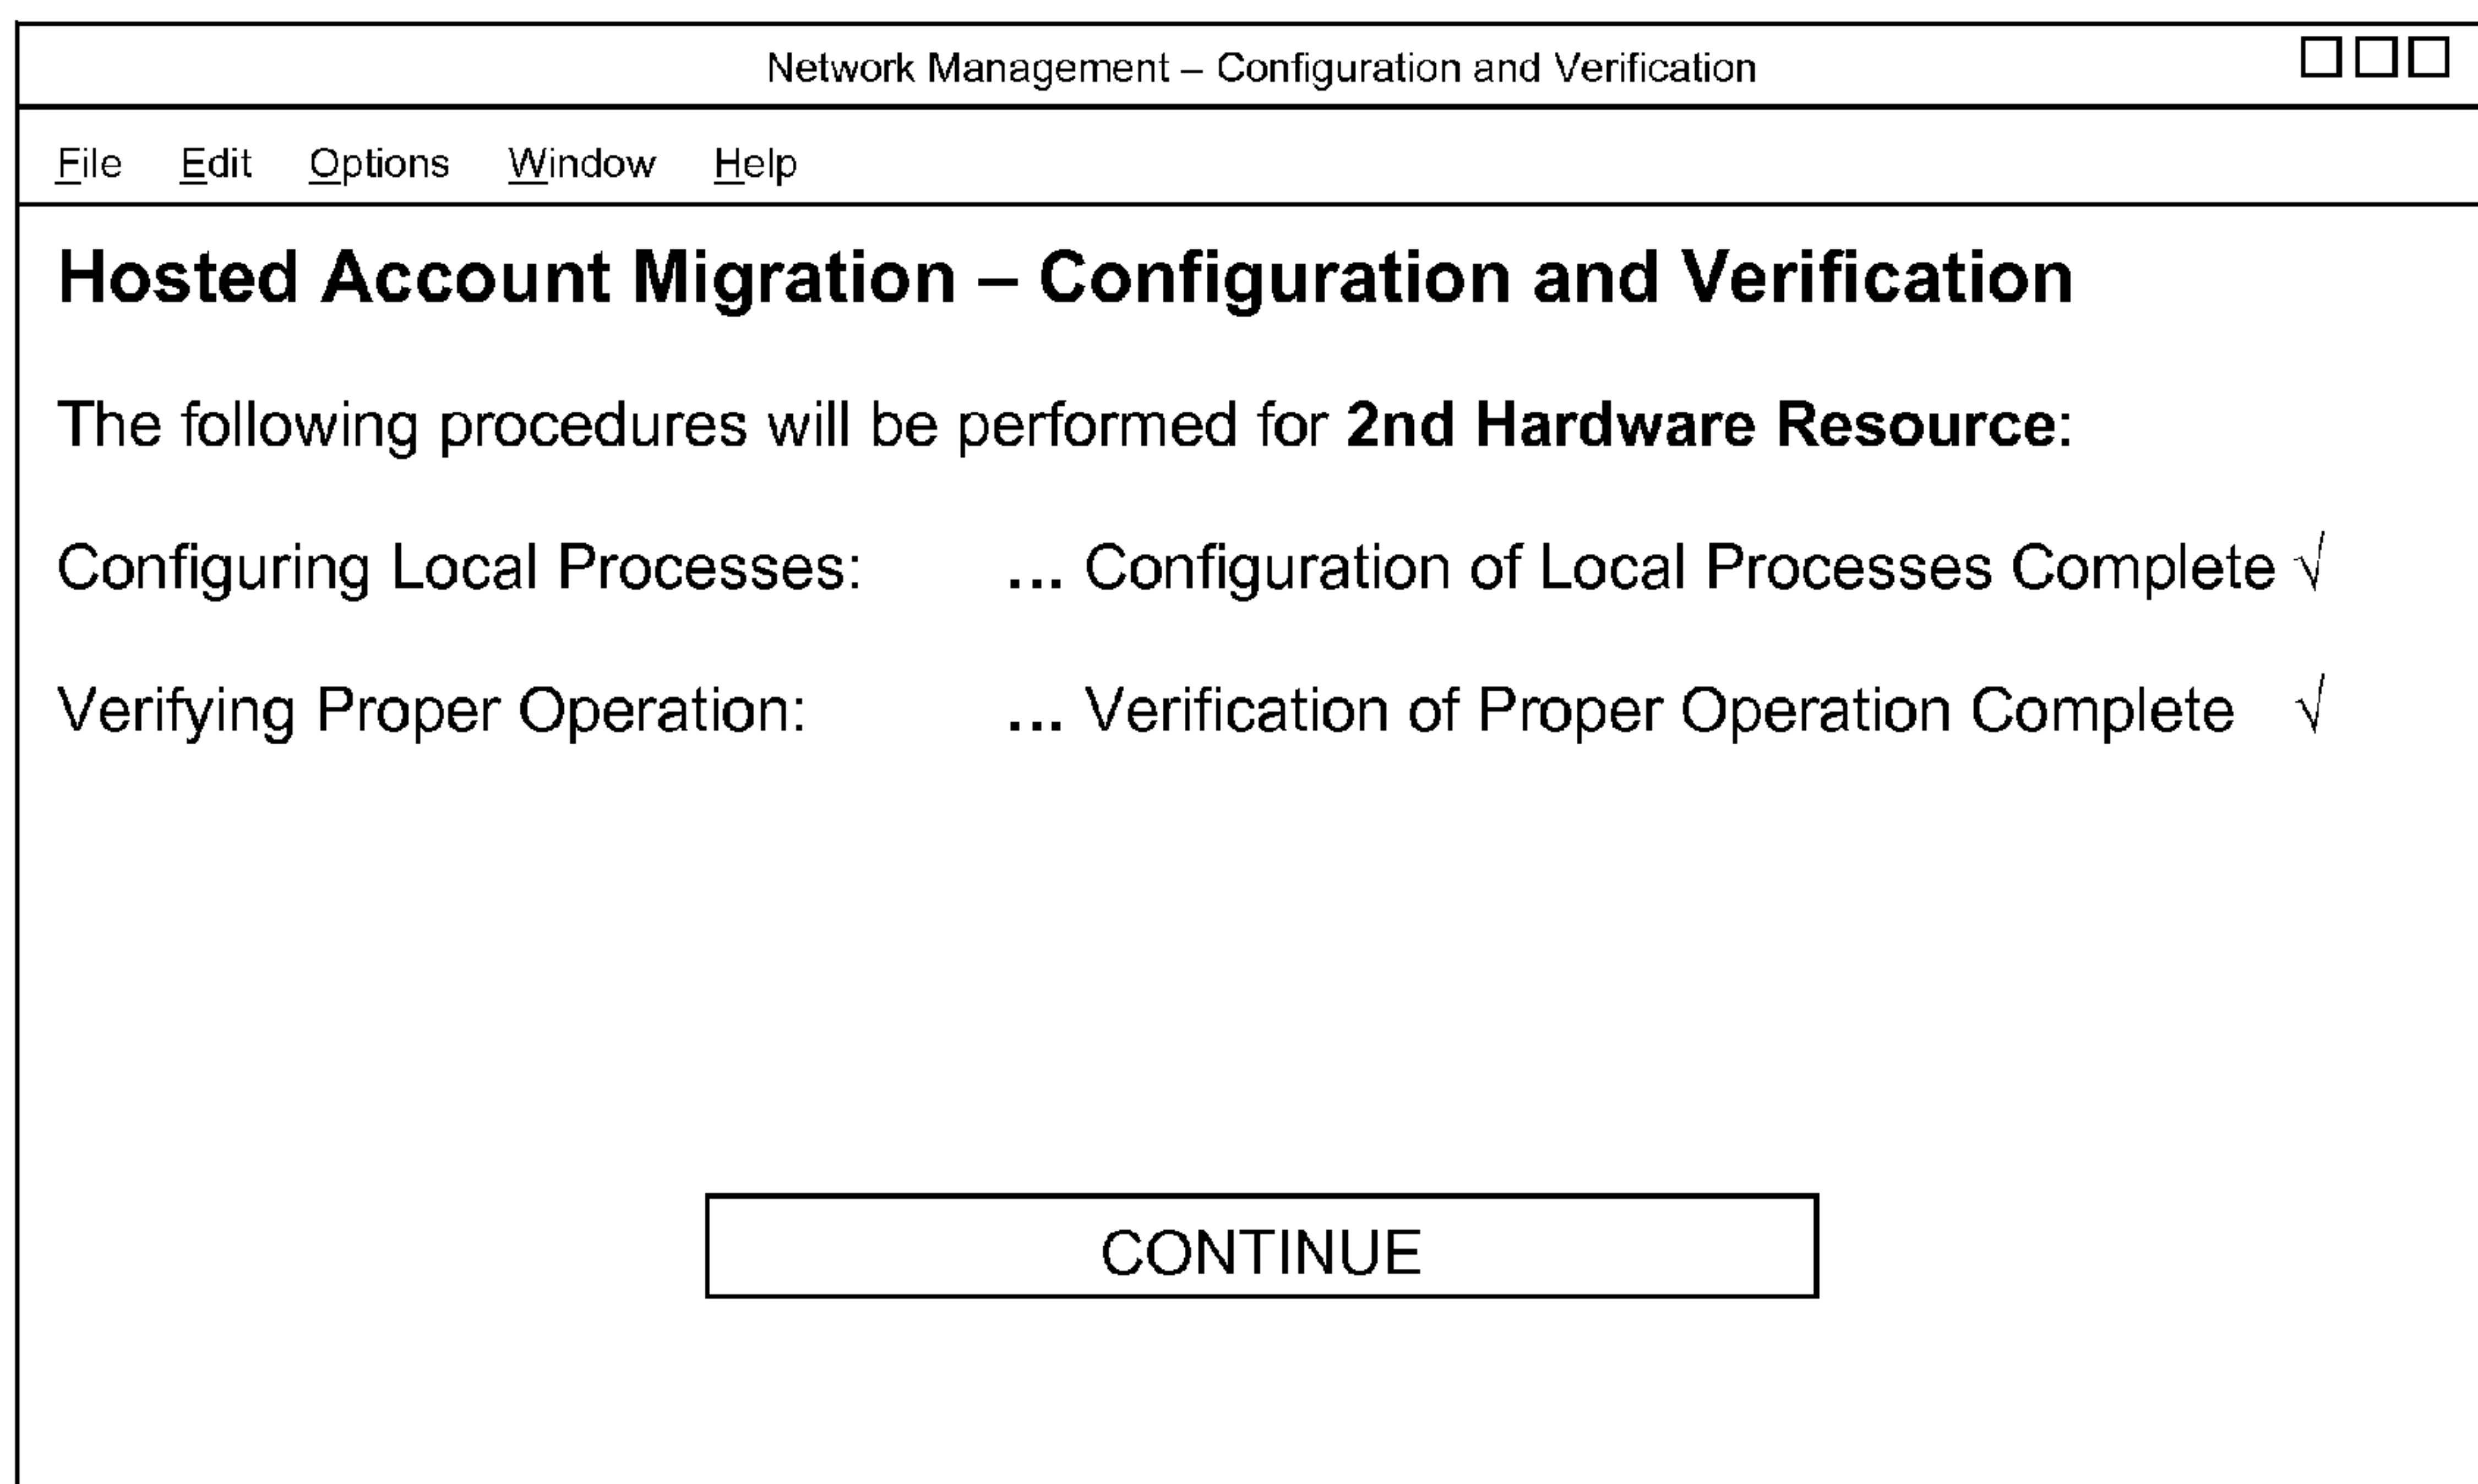 Network Management – Configuration and Verification
File Edit Options Window Help
Hosted Account Migration – Configuration and Verification
The following procedures will be performed for 2nd Hardware Resource:
Configuring Local Processes: ... Configuration of Local Processes Complete √
Verifying Proper Operation: ... Verification of Proper Operation Complete √
CONTINUE